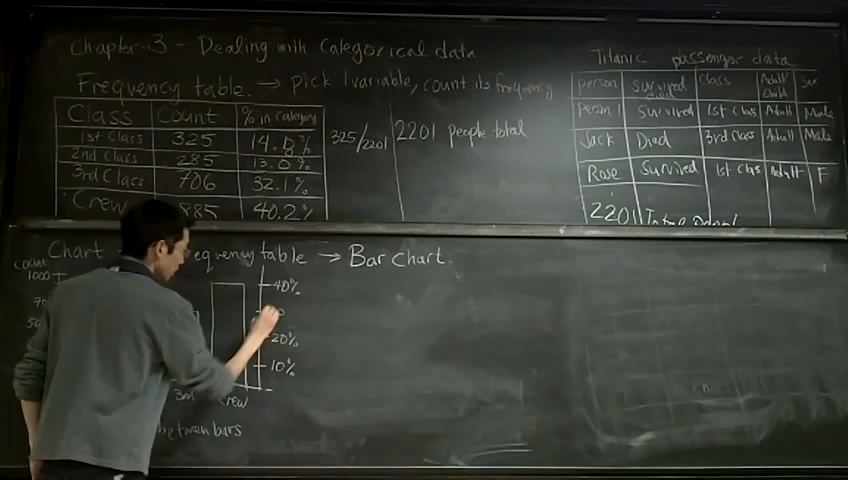 Chapter 3 - Dealing with Categorical data
Frequency table. → pick 1 variable, count its frequency
Class Count % in category
1st Class 325 14.8%
2nd Class 285 13.0%
3rd Class 706 32.1%
Crew 885 40.2%
325/2201
2201 people total
Titanic passenger data
person survived died class Adult child Sex
Person 1 Survived 1st Class Adult Male
Jack Died 3rd Class Adult Male
Rose Survived 1st Class Adult F
2201
Chart equency table → Bar chart
count
1000
40%
20%
10%
3rd Crew
between bars